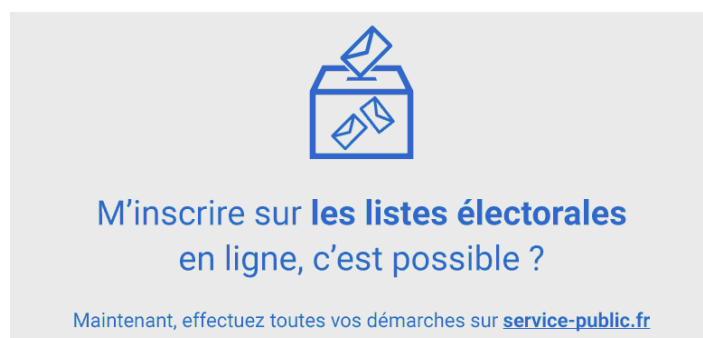 M’inscrire sur les listes électorales
en ligne, c’est possible ?
Maintenant, effectuez toutes vos démarches sur service-public.fr